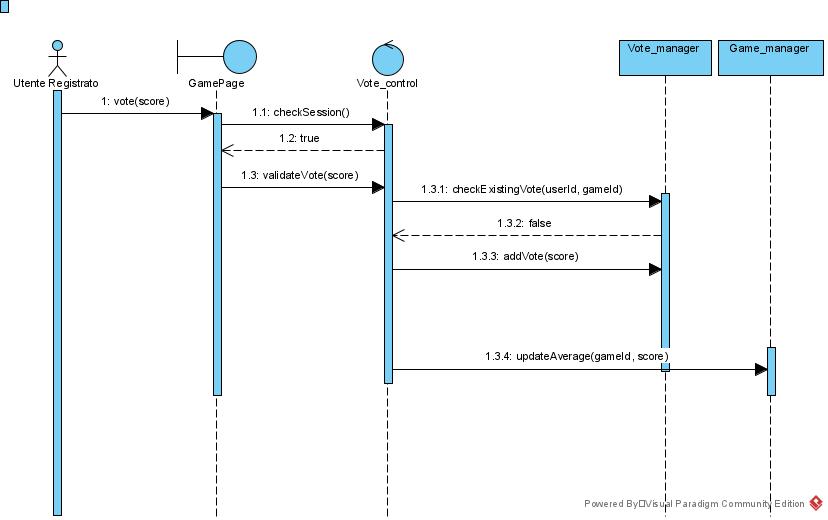 Utente Registrato
GamePage
Vote_control
Vote_manager
Game_manager
1: vote(score)
1.1: checkSession()
1.2: true
1.3: validateVote(score)
1.3.1: checkExistingVote(userId, gameId)
1.3.2: false
1.3.3: addVote(score)
1.3.4: updateAverage(gameId, score)
Powered By Visual Paradigm Community Edition